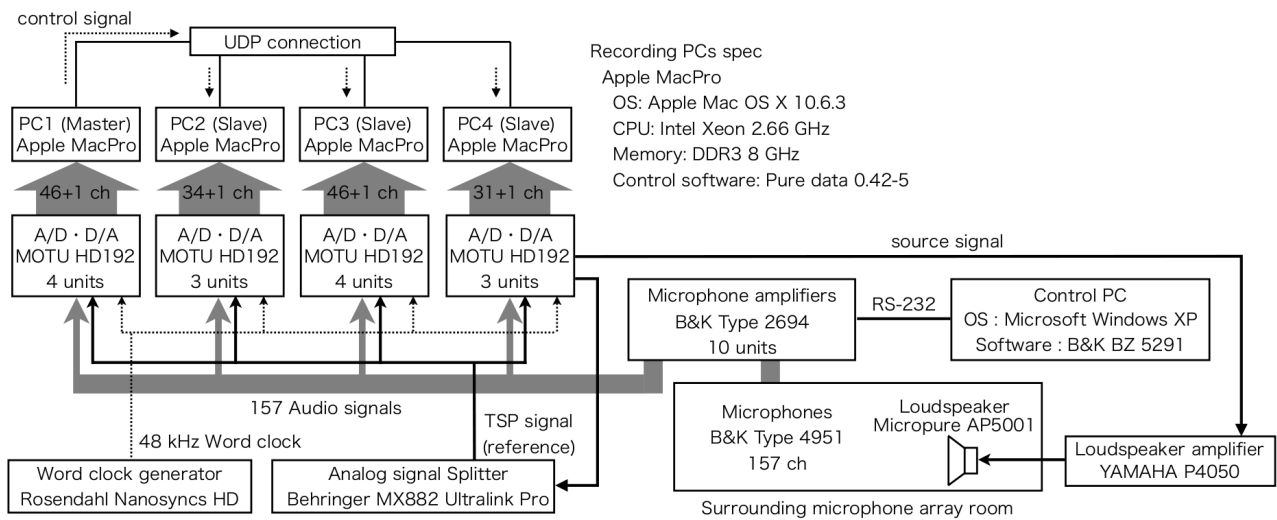 control signal
UDP connection
Recording PCs spec
Apple MacPro
OS: Apple Mac OS X 10.6.3
CPU: Intel Xeon 2.66 GHz
Memory: DDR3 8 GHz
Control software: Pure data 0.42-5
PC1 (Master)
Apple MacPro
PC2 (Slave)
Apple MacPro
PC3 (Slave)
Apple MacPro
PC4 (Slave)
Apple MacPro
46+1 ch
34+1 ch
46+1 ch
31+1 ch
A/D・D/A
MOTU HD192
4 units
A/D・D/A
MOTU HD192
3 units
A/D・D/A
MOTU HD192
4 units
A/D・D/A
MOTU HD192
3 units
source signal
Microphone amplifiers
B&K Type 2694
10 units
RS-232
Control PC
OS : Microsoft Windows XP
Software : B&K BZ 5291
157 Audio signals
TSP signal
(reference)
48 kHz Word clock
Microphones
B&K Type 4951
157 ch
Loudspeaker
Micropure AP5001
Loudspeaker amplifier
YAMAHA P4050
Word clock generator
Rosendahl Nanosyncs HD
Analog signal Splitter
Behringer MX882 Ultralink Pro
Surrounding microphone array room